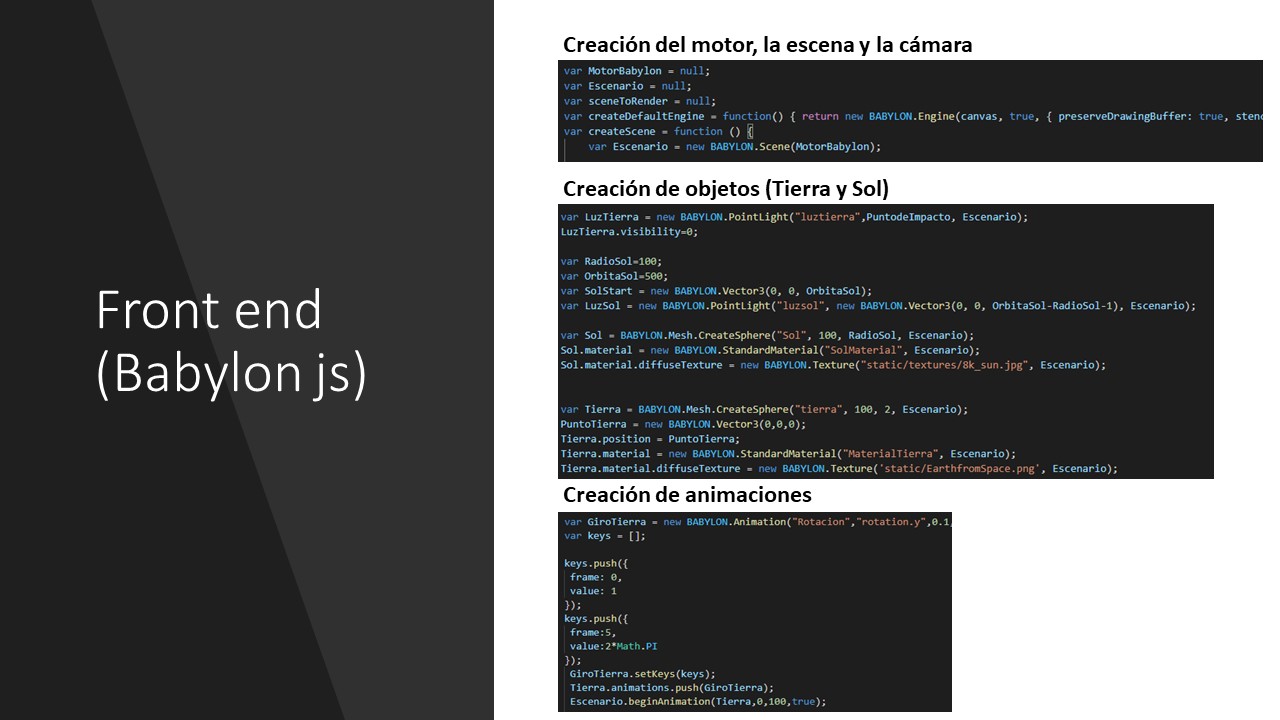 Front end
(Babylon js)
Creación del motor, la escena y la cámara
var MotorBabylon = null;
var Escenario = null;
var sceneToRender = null;
var createDefaultEngine = function() { return new BABYLON.Engine(canvas, true, { preserveDrawingBuffer: true, stenc
var createScene = function () {
var Escenario = new BABYLON.Scene(MotorBabylon);
Creación de objetos (Tierra y Sol)
var LuzTierra = new BABYLON.PointLight("luztierra",PuntodeImpacto, Escenario);
LuzTierra.visibility=0;
var RadioSol=100;
var OrbitaSol=500;
var SolStart = new BABYLON.Vector3(0, 0, OrbitaSol);
var LuzSol = new BABYLON.PointLight("luzsol", new BABYLON.Vector3(0, 0, OrbitaSol-RadioSol-1), Escenario);
var Sol = BABYLON.Mesh.CreateSphere("Sol", 100, RadioSol, Escenario);
Sol.material = new BABYLON.StandardMaterial("SolMaterial", Escenario);
Sol.material.diffuseTexture = new BABYLON.Texture("static/textures/8k_sun.jpg", Escenario);
var Tierra = BABYLON.Mesh.CreateSphere("tierra", 100, 2, Escenario);
PuntoTierra = new BABYLON.Vector3(0,0,0);
Tierra.position = PuntoTierra;
Tierra.material = new BABYLON.StandardMaterial("MaterialTierra", Escenario);
Tierra.material.diffuseTexture = new BABYLON.Texture('static/EarthfromSpace.png', Escenario);
Creación de animaciones
var GiroTierra = new BABYLON.Animation("Rotacion","rotation.y",0.1,
var keys = [];
keys.push({
frame: 0,
value: 1
});
keys.push({
frame:5,
value:2*Math.PI
});
GiroTierra.setKeys(keys);
Tierra.animations.push(GiroTierra);
Escenario.beginAnimation(Tierra,0,100,true);